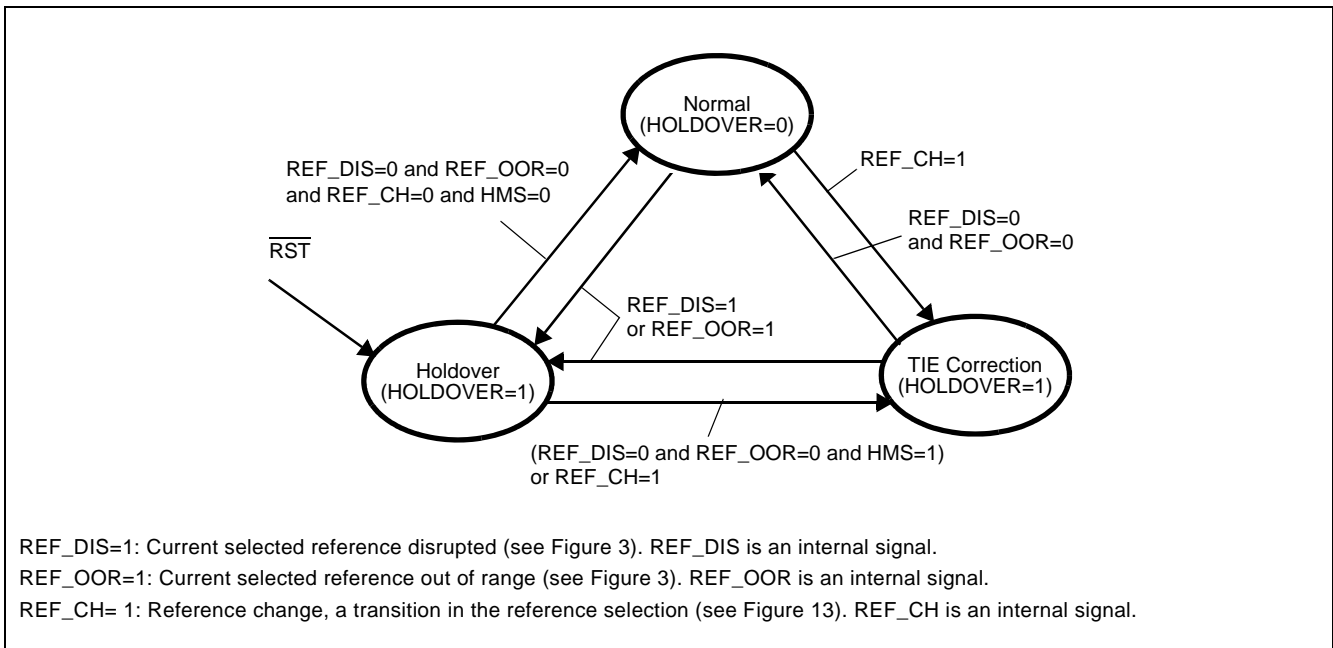 Normal
(HOLDOVER=0)
REF_DIS=0 and REF_OOR=0
and REF_CH=0 and HMS=0
REF_CH=1
REF_DIS=0
and REF_OOR=0
RST
REF_DIS=1
or REF_OOR=1
Holdover
(HOLDOVER=1)
TIE Correction
(HOLDOVER=1)
(REF_DIS=0 and REF_OOR=0 and HMS=1)
or REF_CH=1
REF_DIS=1: Current selected reference disrupted (see Figure 3). REF_DIS is an internal signal.
REF_OOR=1: Current selected reference out of range (see Figure 3). REF_OOR is an internal signal.
REF_CH= 1: Reference change, a transition in the reference selection (see Figure 13). REF_CH is an internal signal.